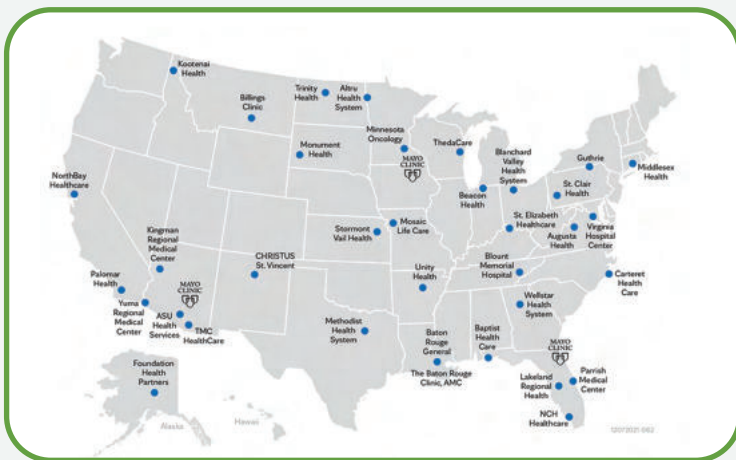 Kootenai
Health
Billings
Clinic
Trinity
Health
Altru
Health
System
Minnesota
Oncology
MAYO
CLINIC
ThedaCare
Blanchard
Valley
Health
System
Guthrie
Middlesex
Health
Monument
Health
NorthBay
Healthcare
Beacon
Health
St. Clair
Health
St. Elizabeth
Healthcare
Augusta
Health
Virginia
Hospital
Center
Kingman
Regional
Medical
Center
CHRISTUS
St. Vincent
Stormont
Vail Health
Mosaic
Life Care
Unity
Health
Blount
Memorial
Hospital
Carteret
Health Care
Palomar
Health
Yuma
Regional
Medical
Center
MAYO
CLINIC
ASU
Health
Services
TMC
HealthCare
Methodist
Health
System
Baton
Rouge
General
The Baton Rouge
Clinic, AMC
Baptist
Health
Care
Wellstar
Health
System
MAYO
CLINIC
Lakeland
Regional
Health
Parrish
Medical
Center
NCH
Healthcare
Foundation
Health
Partners
Alaska
Hawaii